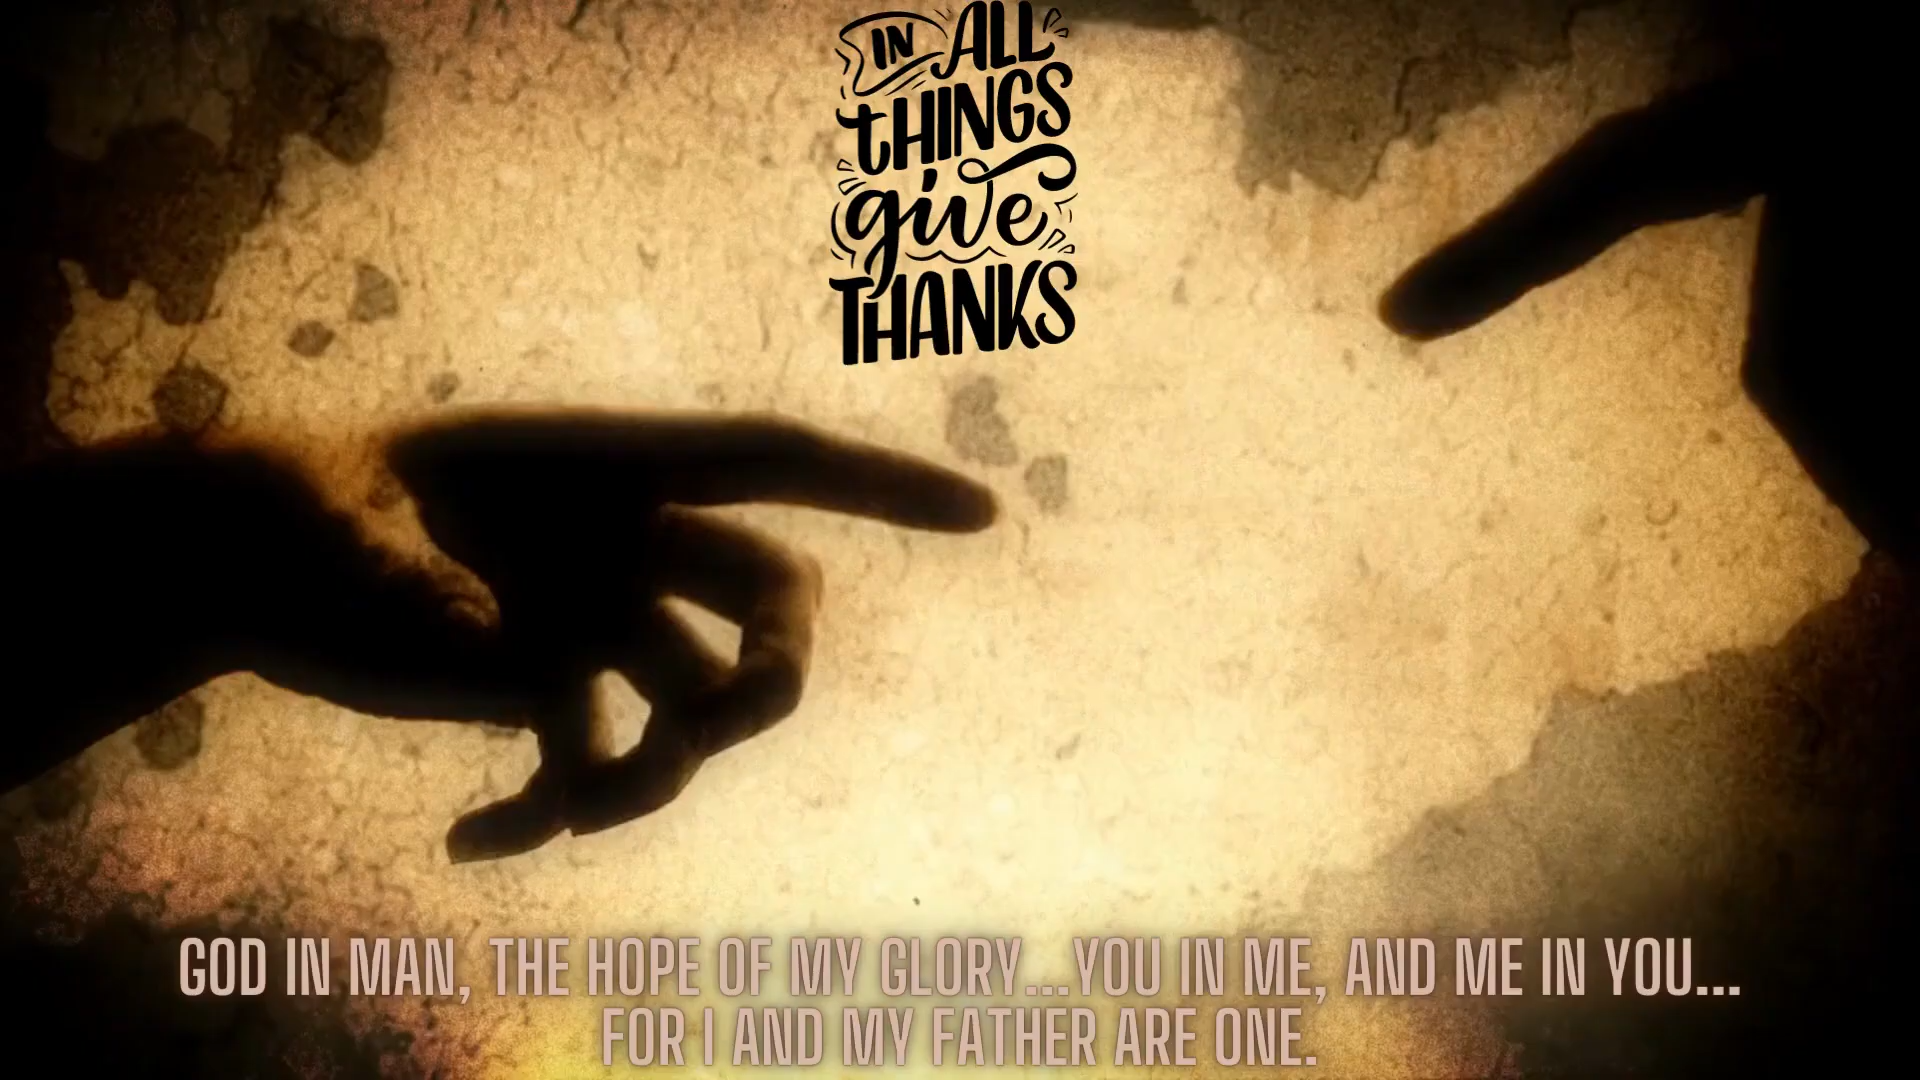 IN ALL
THINGS
give
THANKS
GOD IN MAN, THE HOPE OF MY GLORY...YOU IN ME, AND ME IN YOU...
FOR I AND MY FATHER ARE ONE.